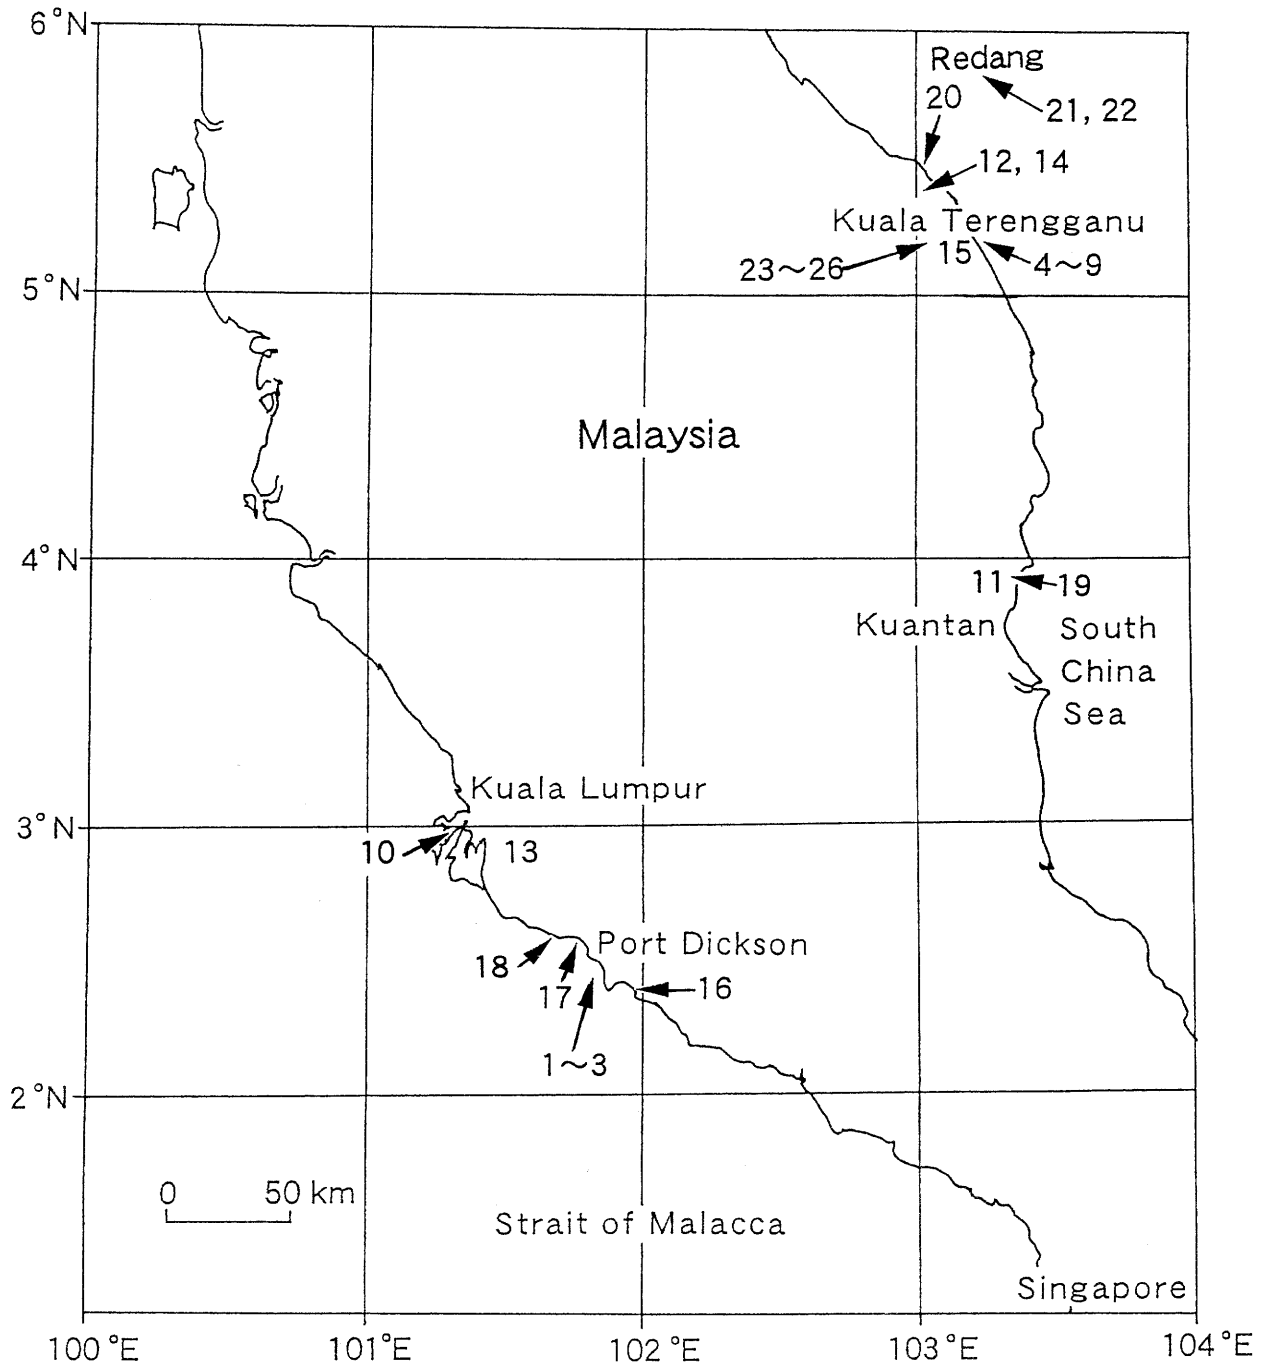 6°N
Redang
20
21, 22
12, 14
Kuala Terengganu
15
23～26
4～9
5°N
Malaysia
4°N
11
19
Kuantan
South
China
Sea
Kuala Lumpur
3°N
10
13
Port Dickson
18
17
16
1～3
2°N
0 50 km
Strait of Malacca
Singapore
100°E 101°E 102°E 103°E 104°E